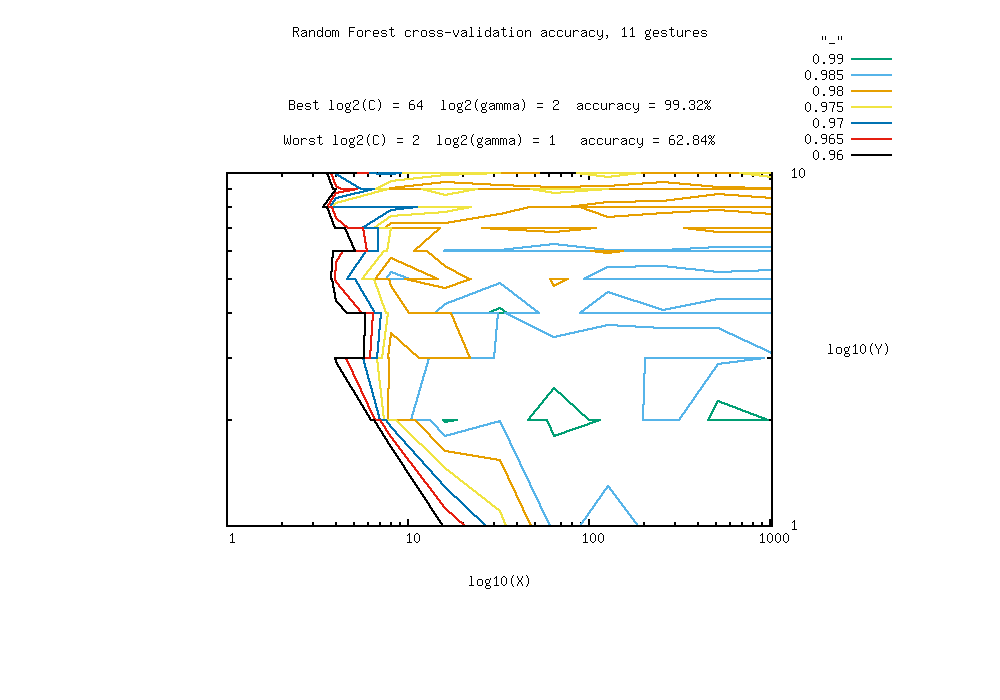 Random Forest cross-validation accuracy, 11 gestures
"_"
0.99
0.985
0.98
0.975
0.97
0.965
0.96
Best log2(C) = 64 log2(gamma) = 2 accuracy = 99.32%
Worst log2(C) = 2 log2(gamma) = 1 accuracy = 62.84%
10
log10(Y)
1
1 10 100 1000
log10(X)